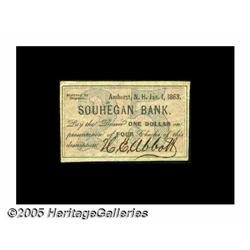 Amherst, N. H. Jan. 1, 1863.
SOUHEGAN BANK.
Pay the Bearer ONE DOLLAR on
presentation of FOUR Checks of this
description.
H. E. Abbott
©2005 HeritageGalleries